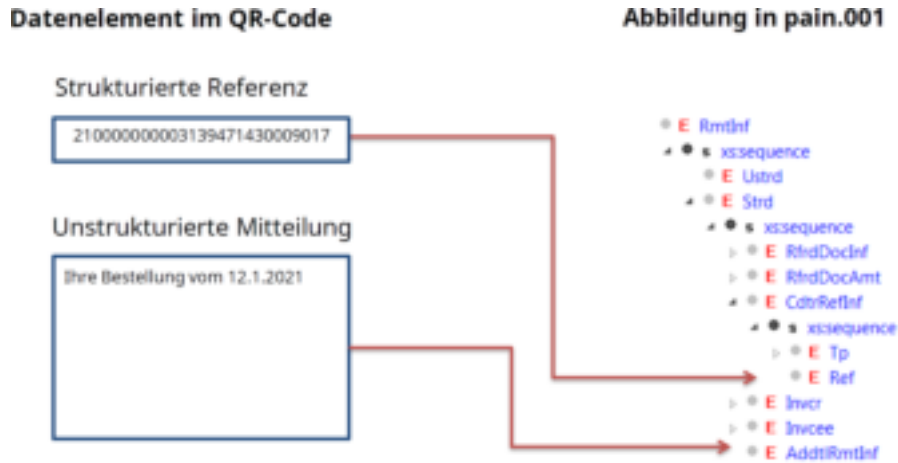 Datenelement im QR-Code
Abbildung in pain.001
Strukturierte Referenz
210000000003139471430009017
Unstrukturierte Mitteilung
Ihre Bestellung vom 12.1.2021
E RmtInf
s xs:sequence
E Ustrd
E Strd
s xs:sequence
E RfrdDocInf
E RfrdDocAmt
E CdtrRefInf
s xs:sequence
E Tp
E Ref
E Invcr
E Invcee
E AddtlRmtInf